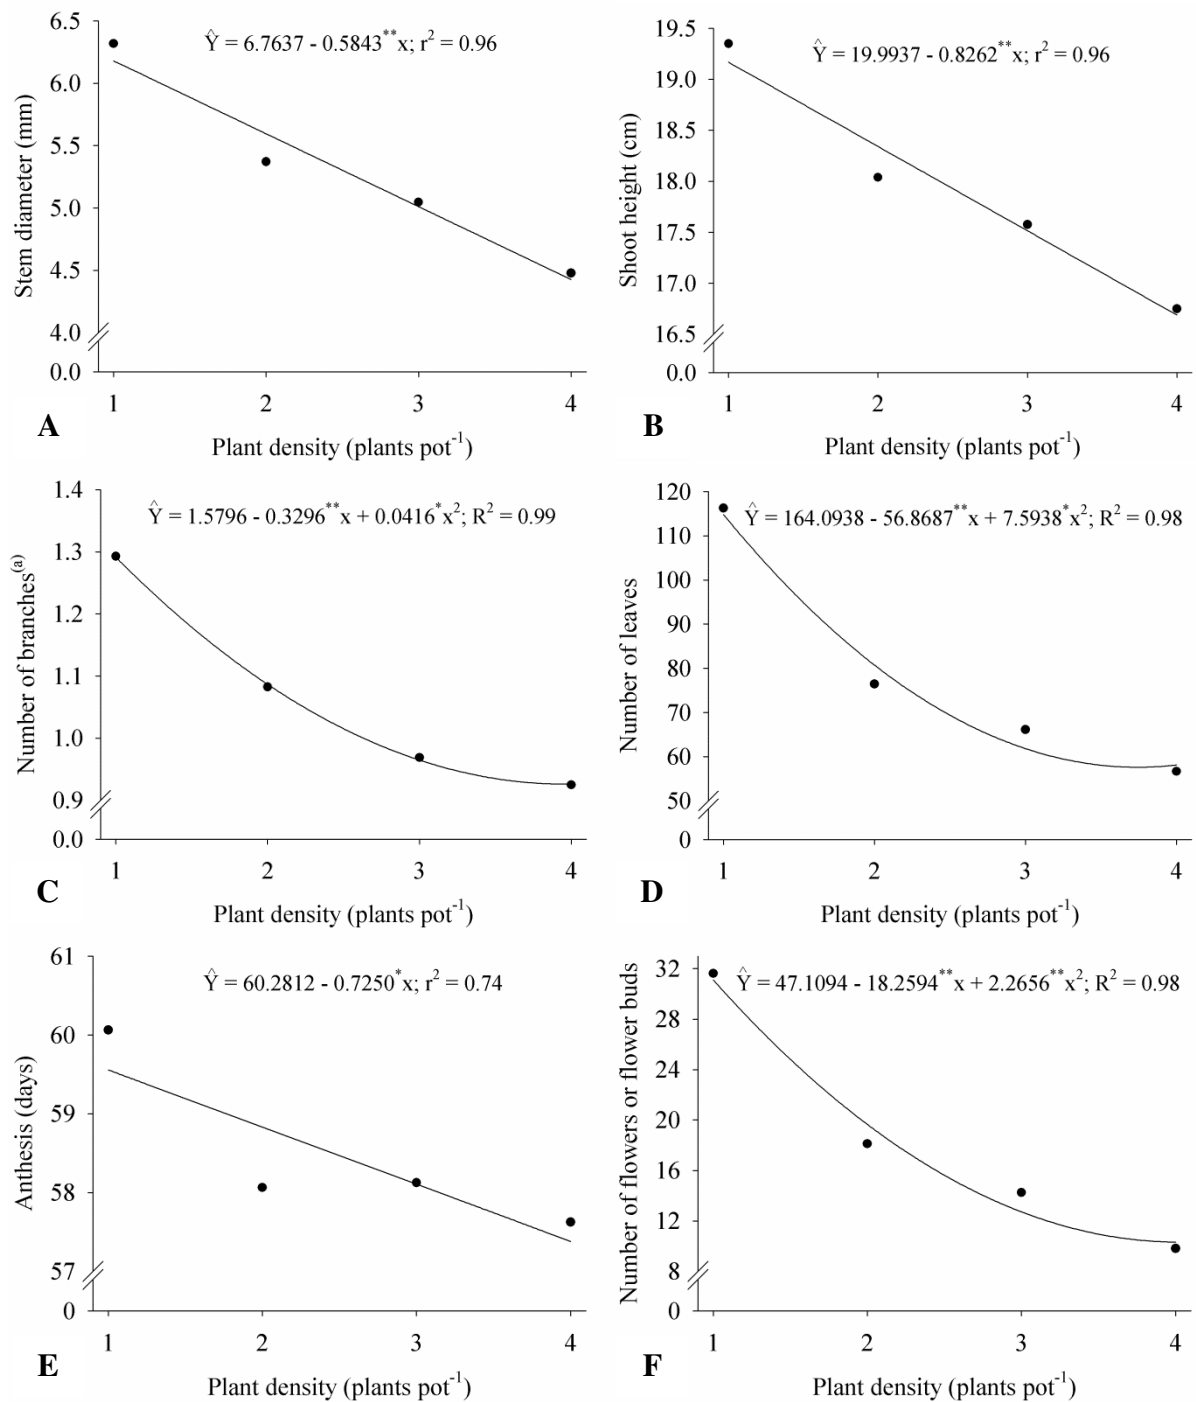 Ŷ = 6.7637 - 0.5843**x; r² = 0.96
Stem diameter (mm)
6.5
6.0
5.5
5.0
4.5
4.0
0.0
1 2 3 4
A
Plant density (plants pot⁻¹)
Ŷ = 19.9937 - 0.8262**x; r² = 0.96
Shoot height (cm)
19.5
19.0
18.5
18.0
17.5
17.0
16.5
0.0
1 2 3 4
B
Plant density (plants pot⁻¹)
Ŷ = 1.5796 - 0.3296**x + 0.0416*x²; R² = 0.99
Number of branches⁽ᵃ⁾
1.4
1.3
1.2
1.1
1.0
0.9
0.0
1 2 3 4
C
Plant density (plants pot⁻¹)
Ŷ = 164.0938 - 56.8687**x + 7.5938*x²; R² = 0.98
Number of leaves
120
110
100
90
80
70
60
50
0
1 2 3 4
D
Plant density (plants pot⁻¹)
Ŷ = 60.2812 - 0.7250*x; r² = 0.74
Anthesis (days)
61
60
59
58
57
0
1 2 3 4
E
Plant density (plants pot⁻¹)
Ŷ = 47.1094 - 18.2594**x + 2.2656**x²; R² = 0.98
Number of flowers or flower buds
32
28
24
20
16
12
8
0
1 2 3 4
F
Plant density (plants pot⁻¹)